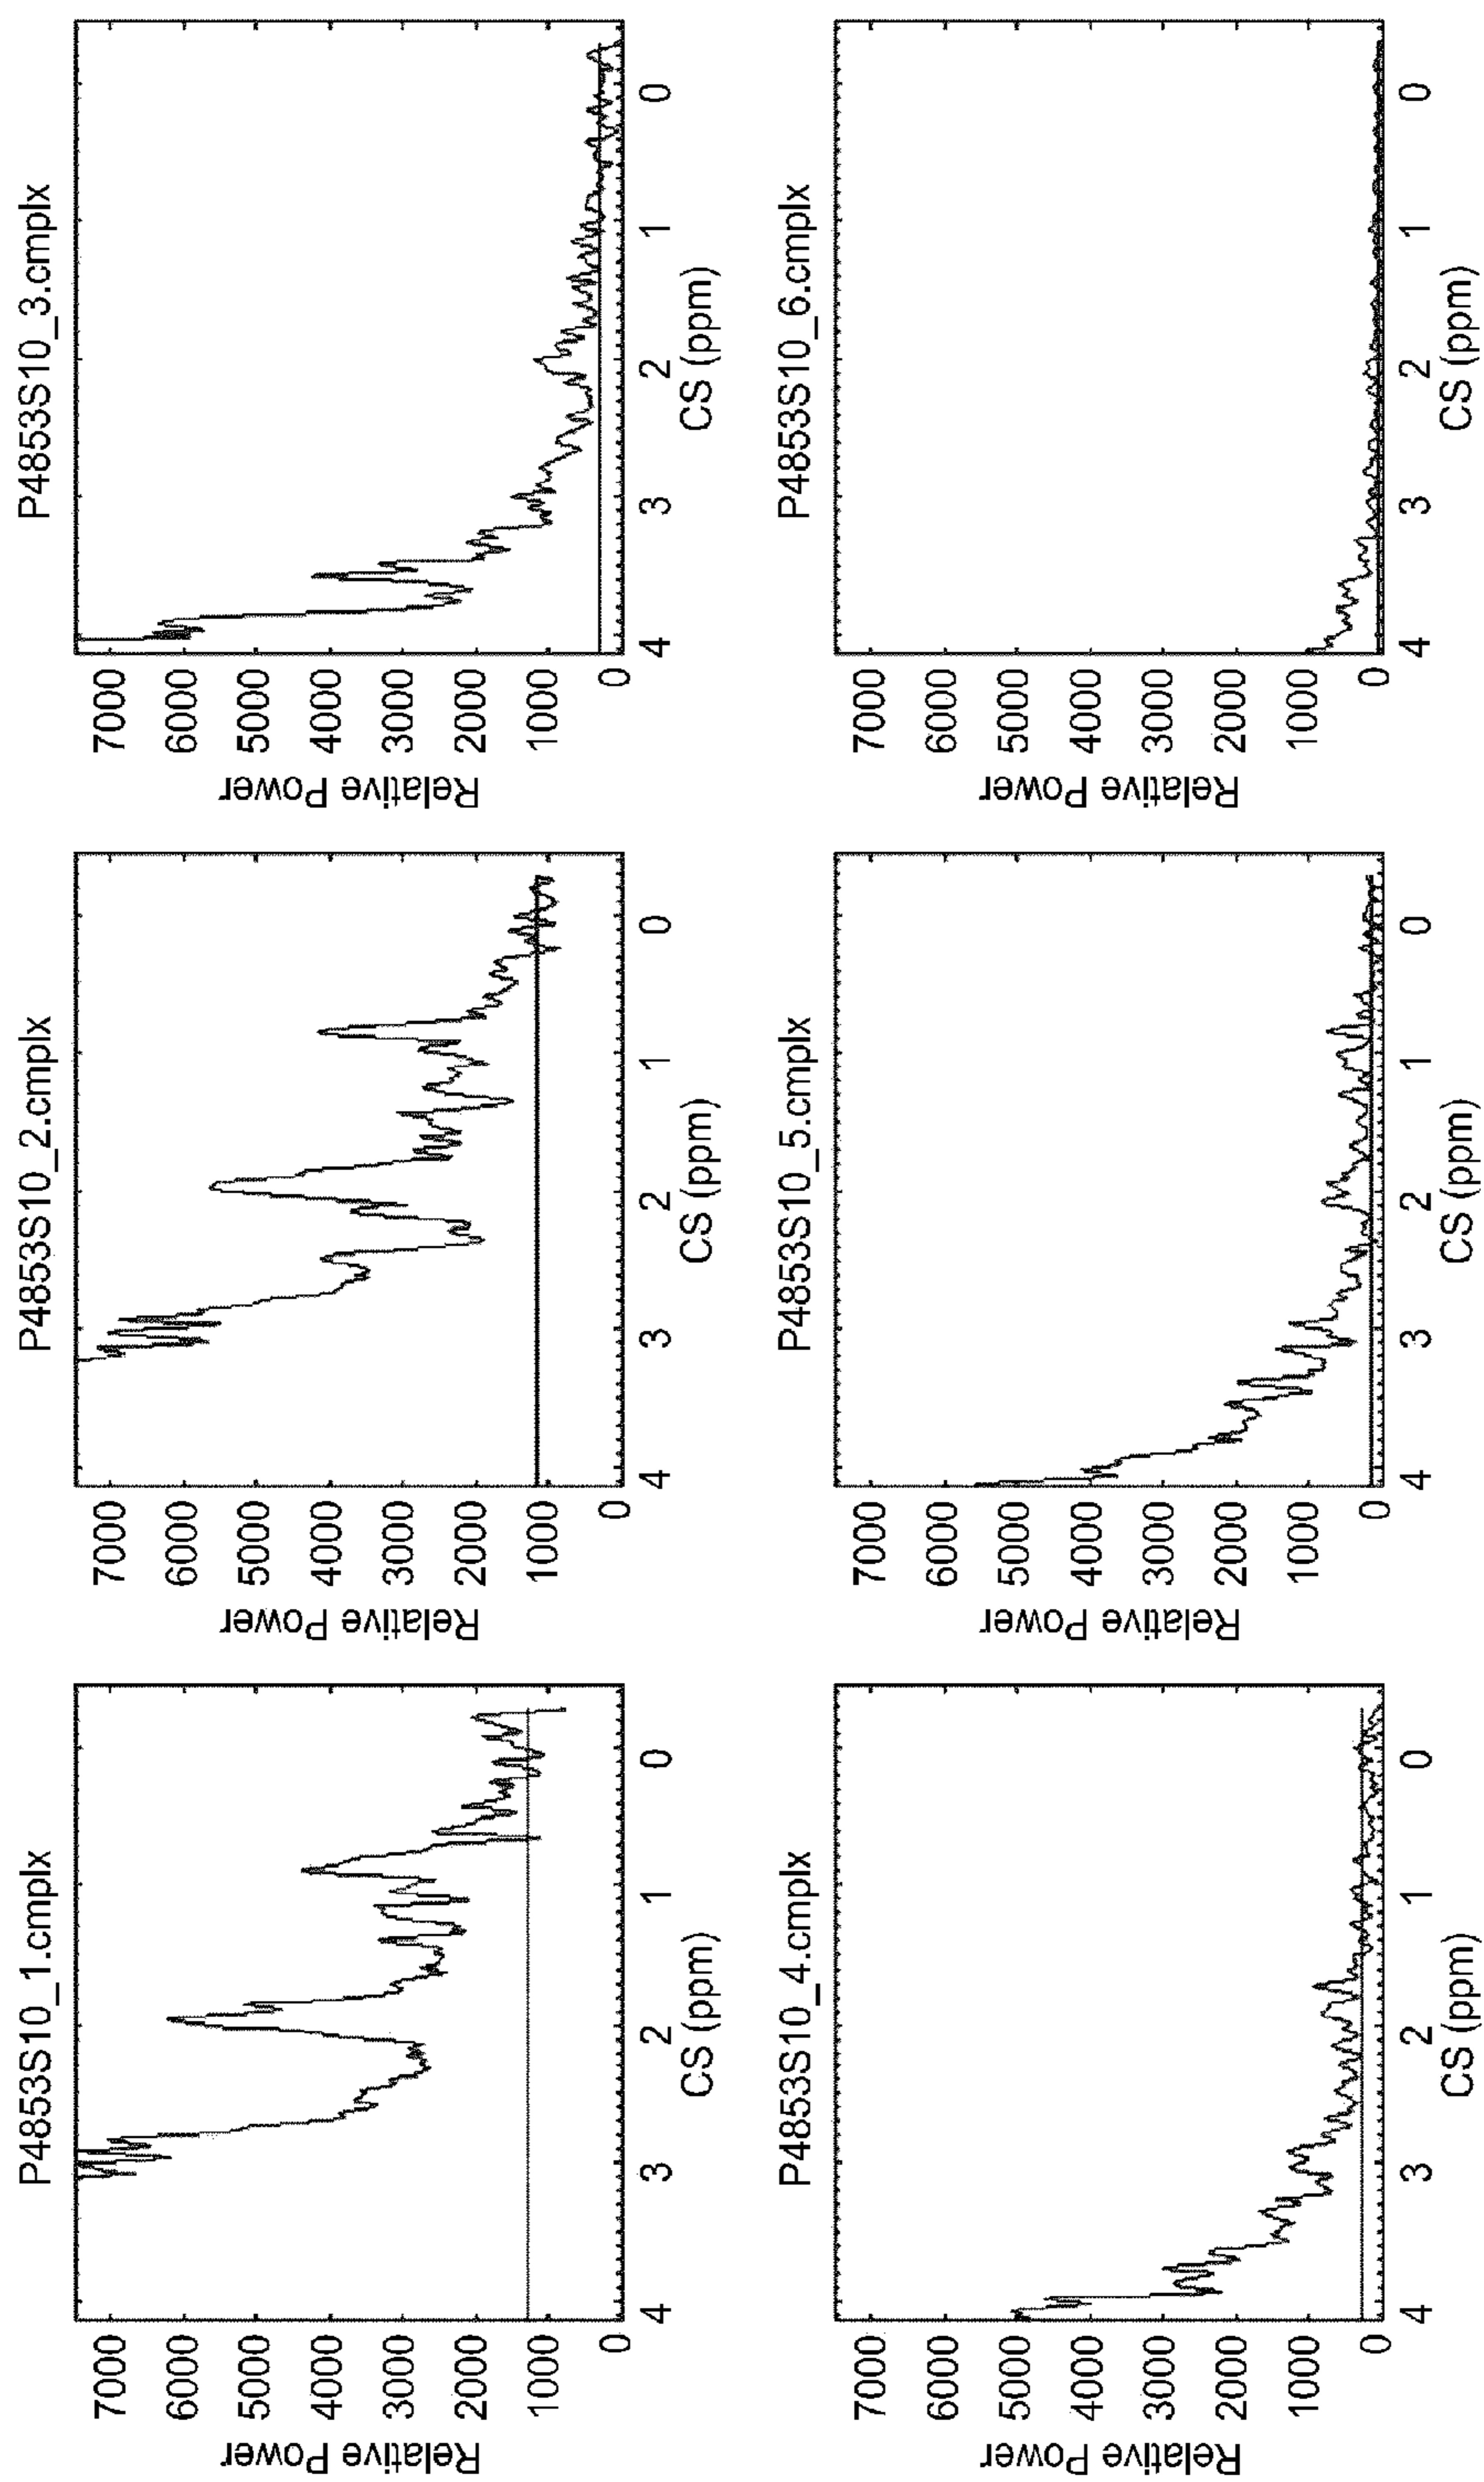 P4853S10_1.cmplx
Relative Power
7000
6000
5000
4000
3000
2000
1000
0
4 3 2 1 0
CS (ppm)
P4853S10_2.cmplx
Relative Power
7000
6000
5000
4000
3000
2000
1000
0
4 3 2 1 0
CS (ppm)
P4853S10_3.cmplx
Relative Power
7000
6000
5000
4000
3000
2000
1000
0
4 3 2 1 0
CS (ppm)
P4853S10_4.cmplx
Relative Power
7000
6000
5000
4000
3000
2000
1000
0
4 3 2 1 0
CS (ppm)
P4853S10_5.cmplx
Relative Power
7000
6000
5000
4000
3000
2000
1000
0
4 3 2 1 0
CS (ppm)
P4853S10_6.cmplx
Relative Power
7000
6000
5000
4000
3000
2000
1000
0
4 3 2 1 0
CS (ppm)